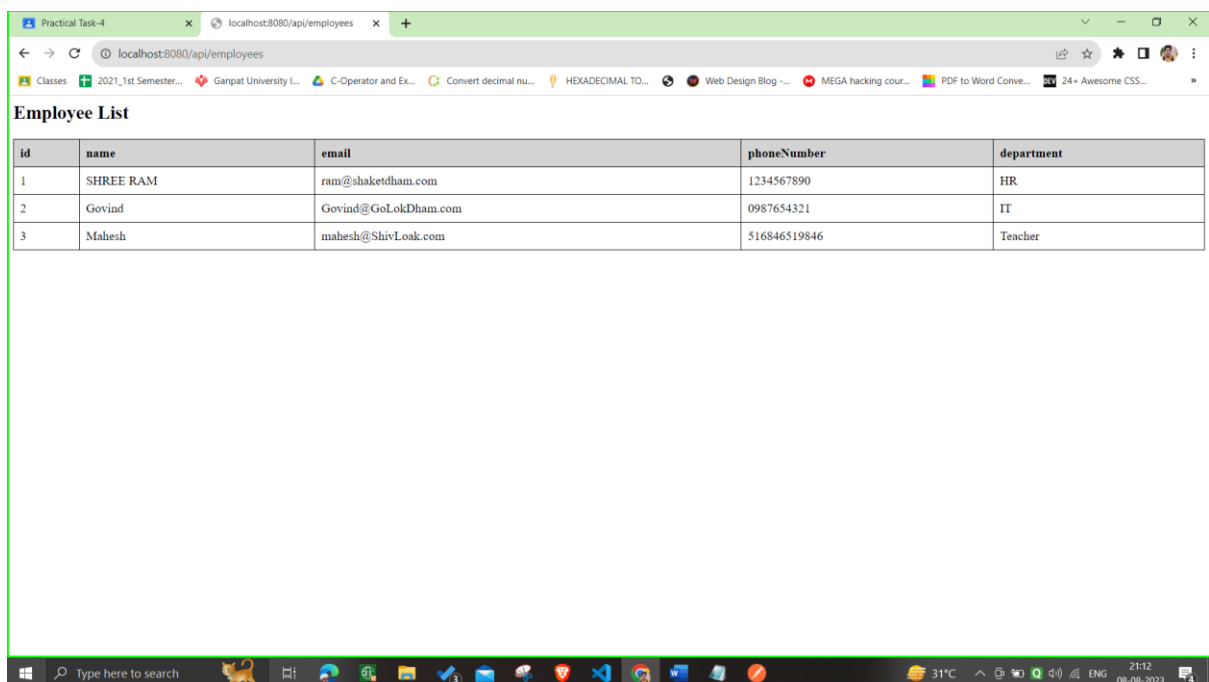 Practical Task-4 localhost:8080/api/employees
localhost:8080/api/employees
Classes 2021_1st Semester... Ganpat University I... C-Operator and Ex... Convert decimal nu... HEXADECIMAL TO... Web Design Blog -... MEGA hacking cour... PDF to Word Conve... DEV 24+ Awesome CSS... »
Employee List
id name email phoneNumber department
1 SHREE RAM ram@shaketdham.com 1234567890 HR
2 Govind Govind@GoLokDham.com 0987654321 IT
3 Mahesh mahesh@ShivLoak.com 516846519846 Teacher
Type here to search 3 31°C ENG 21:12
08-08-2023 4